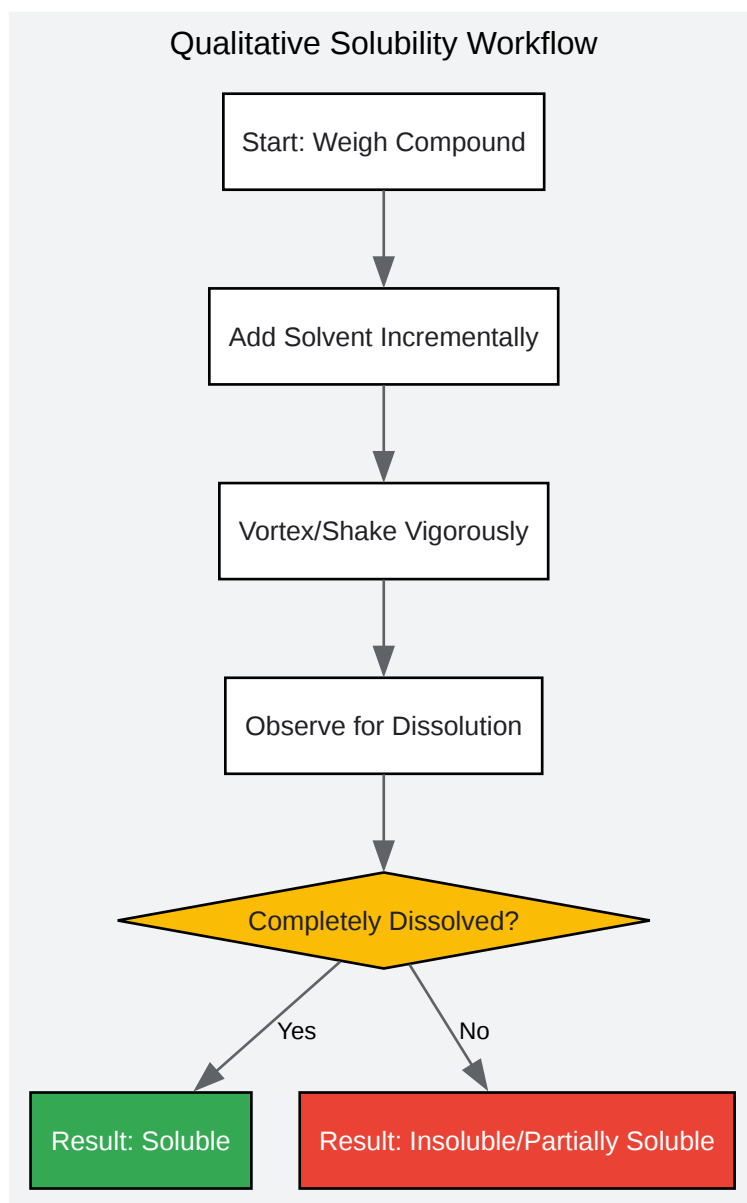 Qualitative Solubility Workflow
Start: Weigh Compound
Add Solvent Incrementally
Vortex/Shake Vigorously
Observe for Dissolution
Completely Dissolved?
Yes
No
Result: Soluble
Result: Insoluble/Partially Soluble